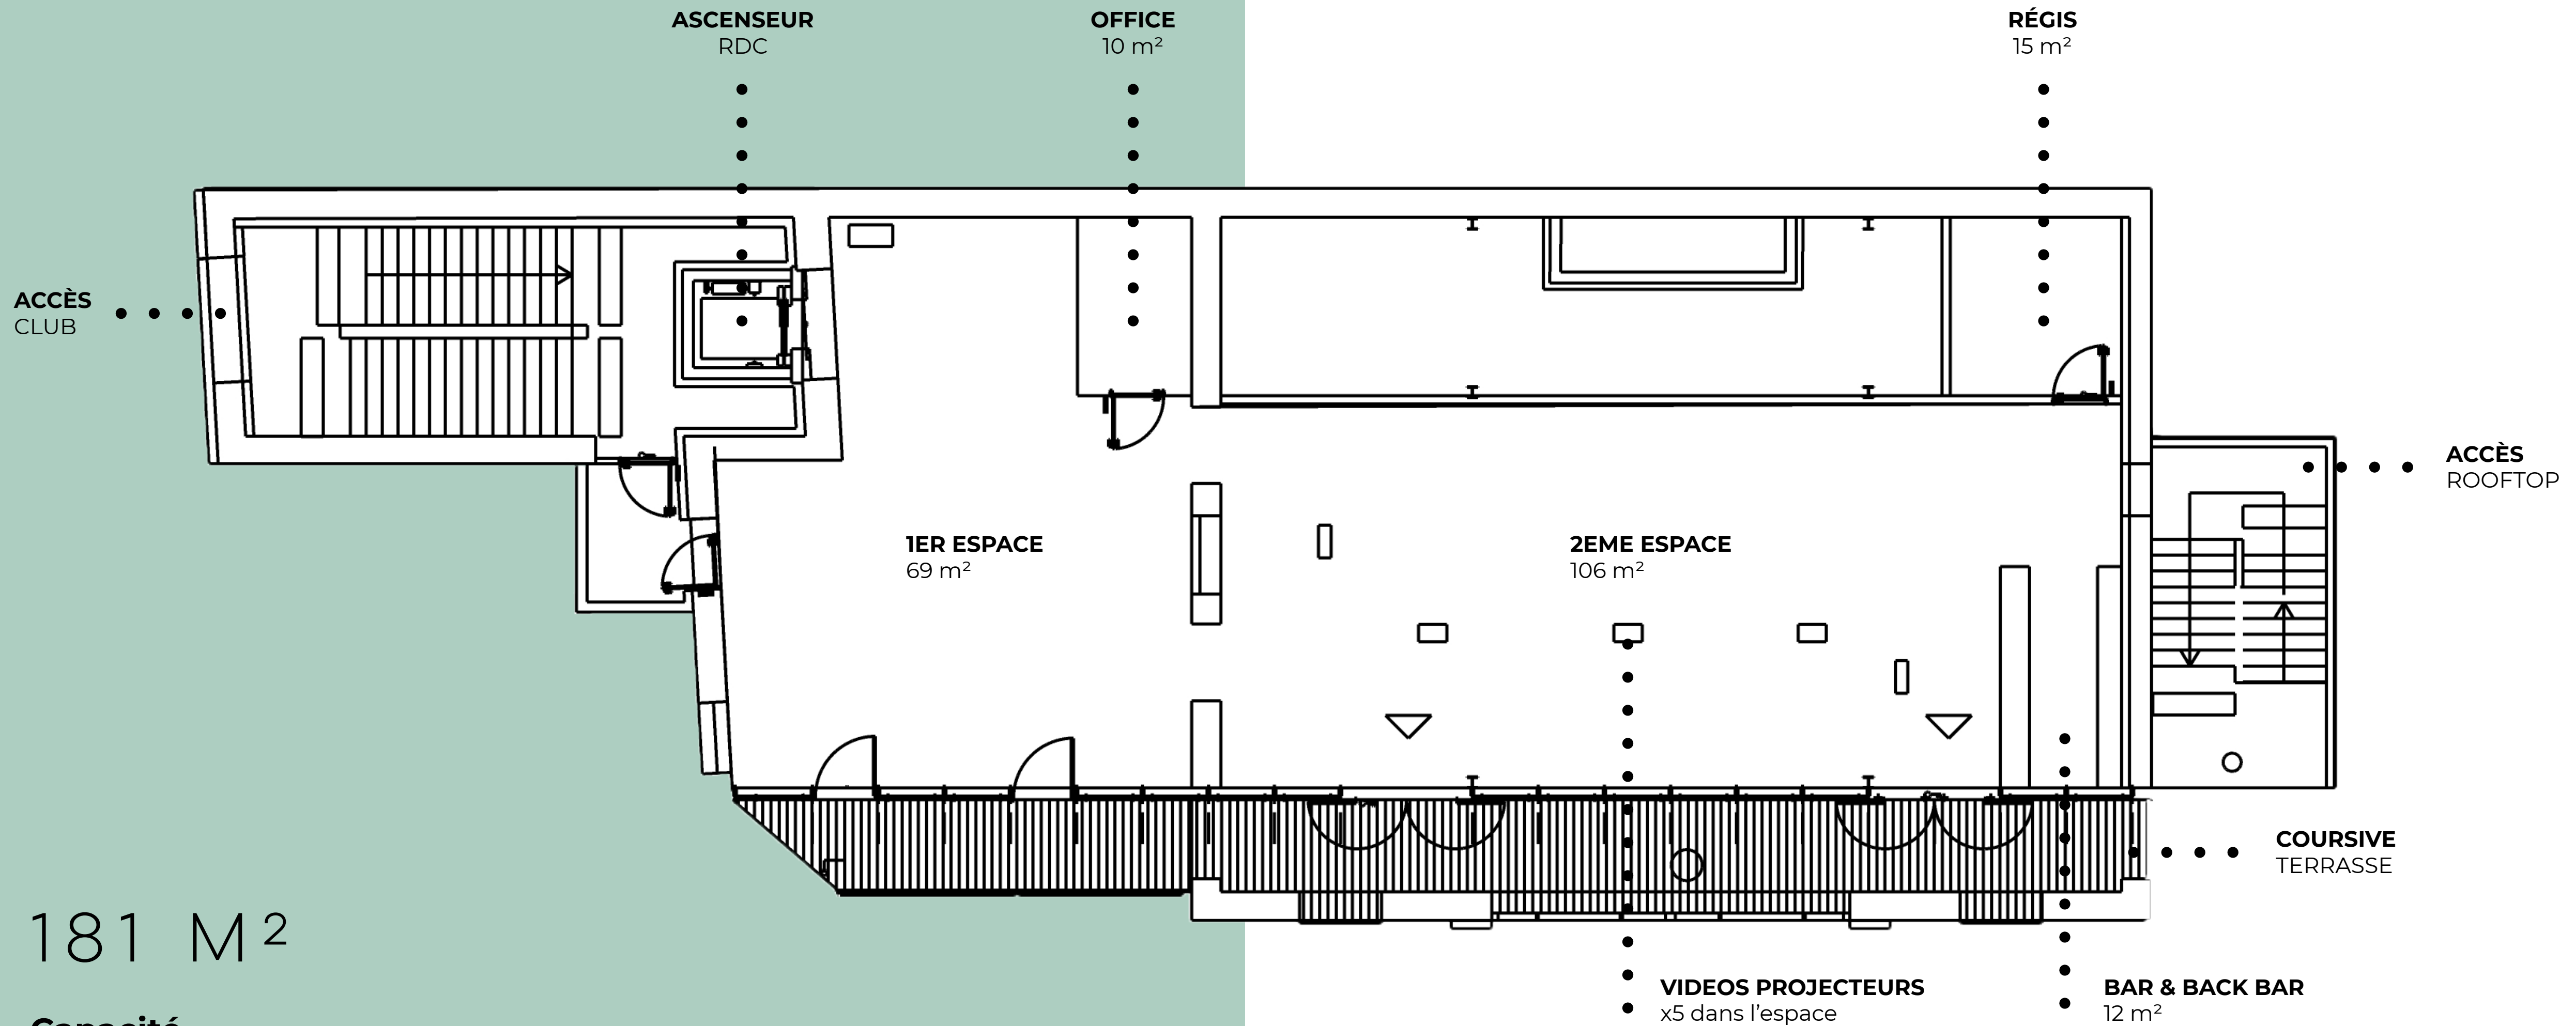 ASCENSEUR
RDC
OFFICE
10 m²
RÉGIS
15 m²
ACCÈS
CLUB
ACCÈS
ROOFTOP
1ER ESPACE
69 m²
2EME ESPACE
106 m²
COURSIVE
TERRASSE
181 M²
VIDEOS PROJECTEURS
x5 dans l'espace
BAR & BACK BAR
12 m²
Capacité